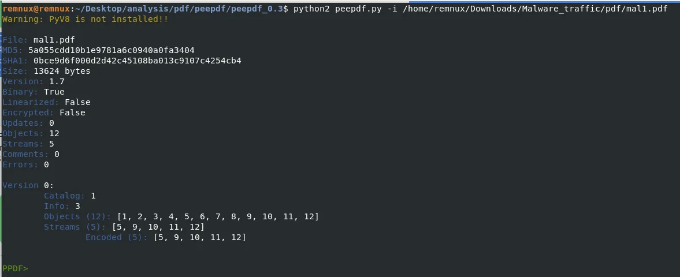 remnux@remnux:~/Desktop/analysis/pdf/peepdf/peepdf_0.3$ python2 peepdf.py -i /home/remnux/Downloads/Malware_traffic/pdf/mal1.pdf
Warning: PyV8 is not installed!!
File: mal1.pdf
MD5: 5a055cdd10b1e9781a6c0940a0fa3404
SHA1: 0bce9d6f000d2d42c45108ba013c9107c4254cb4
Size: 13624 bytes
Version: 1.7
Binary: True
Linearized: False
Encrypted: False
Updates: 0
Objects: 12
Streams: 5
Comments: 0
Errors: 0
Version 0:
Catalog: 1
Info: 3
Objects (12): [1, 2, 3, 4, 5, 6, 7, 8, 9, 10, 11, 12]
Streams (5): [5, 9, 10, 11, 12]
Encoded (5): [5, 9, 10, 11, 12]
PPDF>